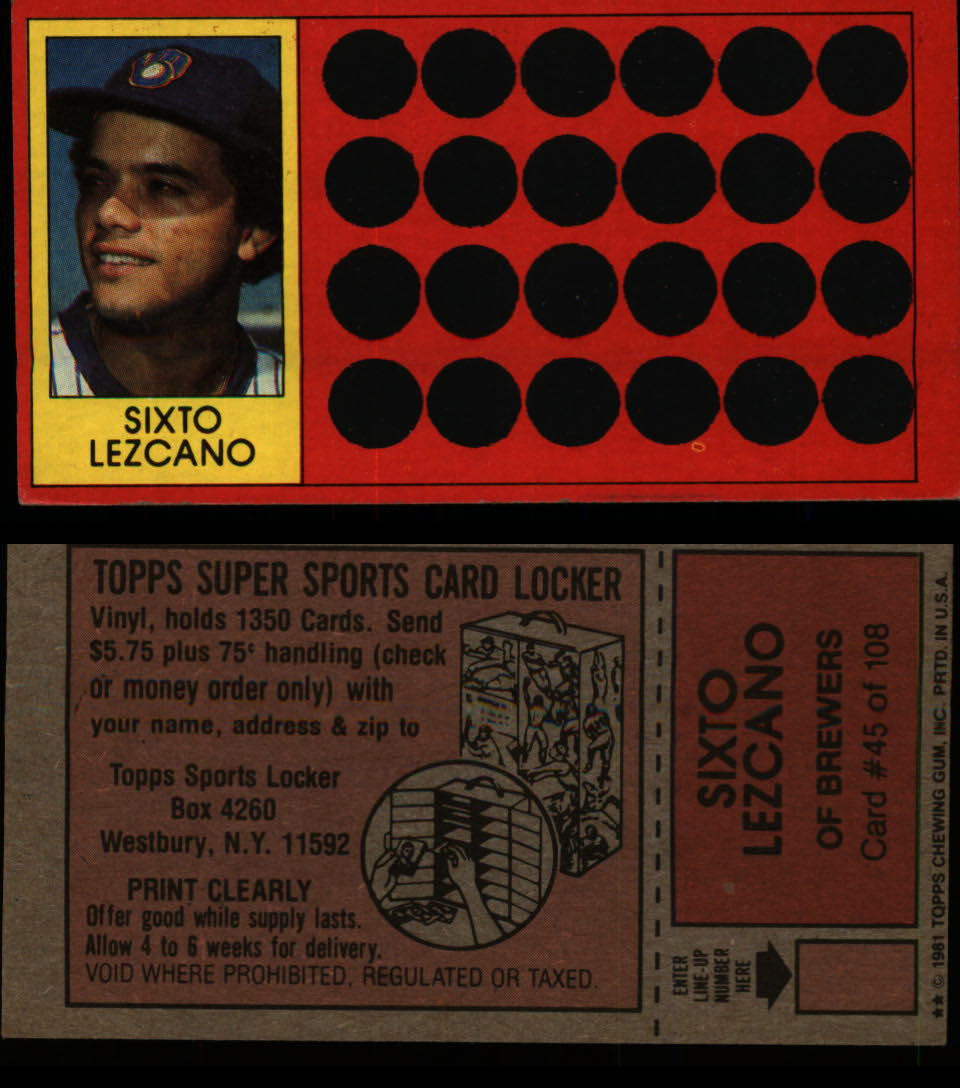 SIXTO
LEZCANO
TOPPS SUPER SPORTS CARD LOCKER
Vinyl, holds 1350 Cards. Send
$5.75 plus 75¢ handling (check
or money order only) with
your name, address & zip to
Topps Sports Locker
Box 4260
Westbury, N.Y. 11592
PRINT CLEARLY
Offer good while supply lasts.
Allow 4 to 6 weeks for delivery.
VOID WHERE PROHIBITED, REGULATED OR TAXED.
SIXTO
LEZCANO
OF BREWERS
Card #45 of 108
ENTER
LINE-UP
NUMBER
HERE
★★ © 1981 TOPPS CHEWING GUM, INC. PRTD. IN U.S.A.